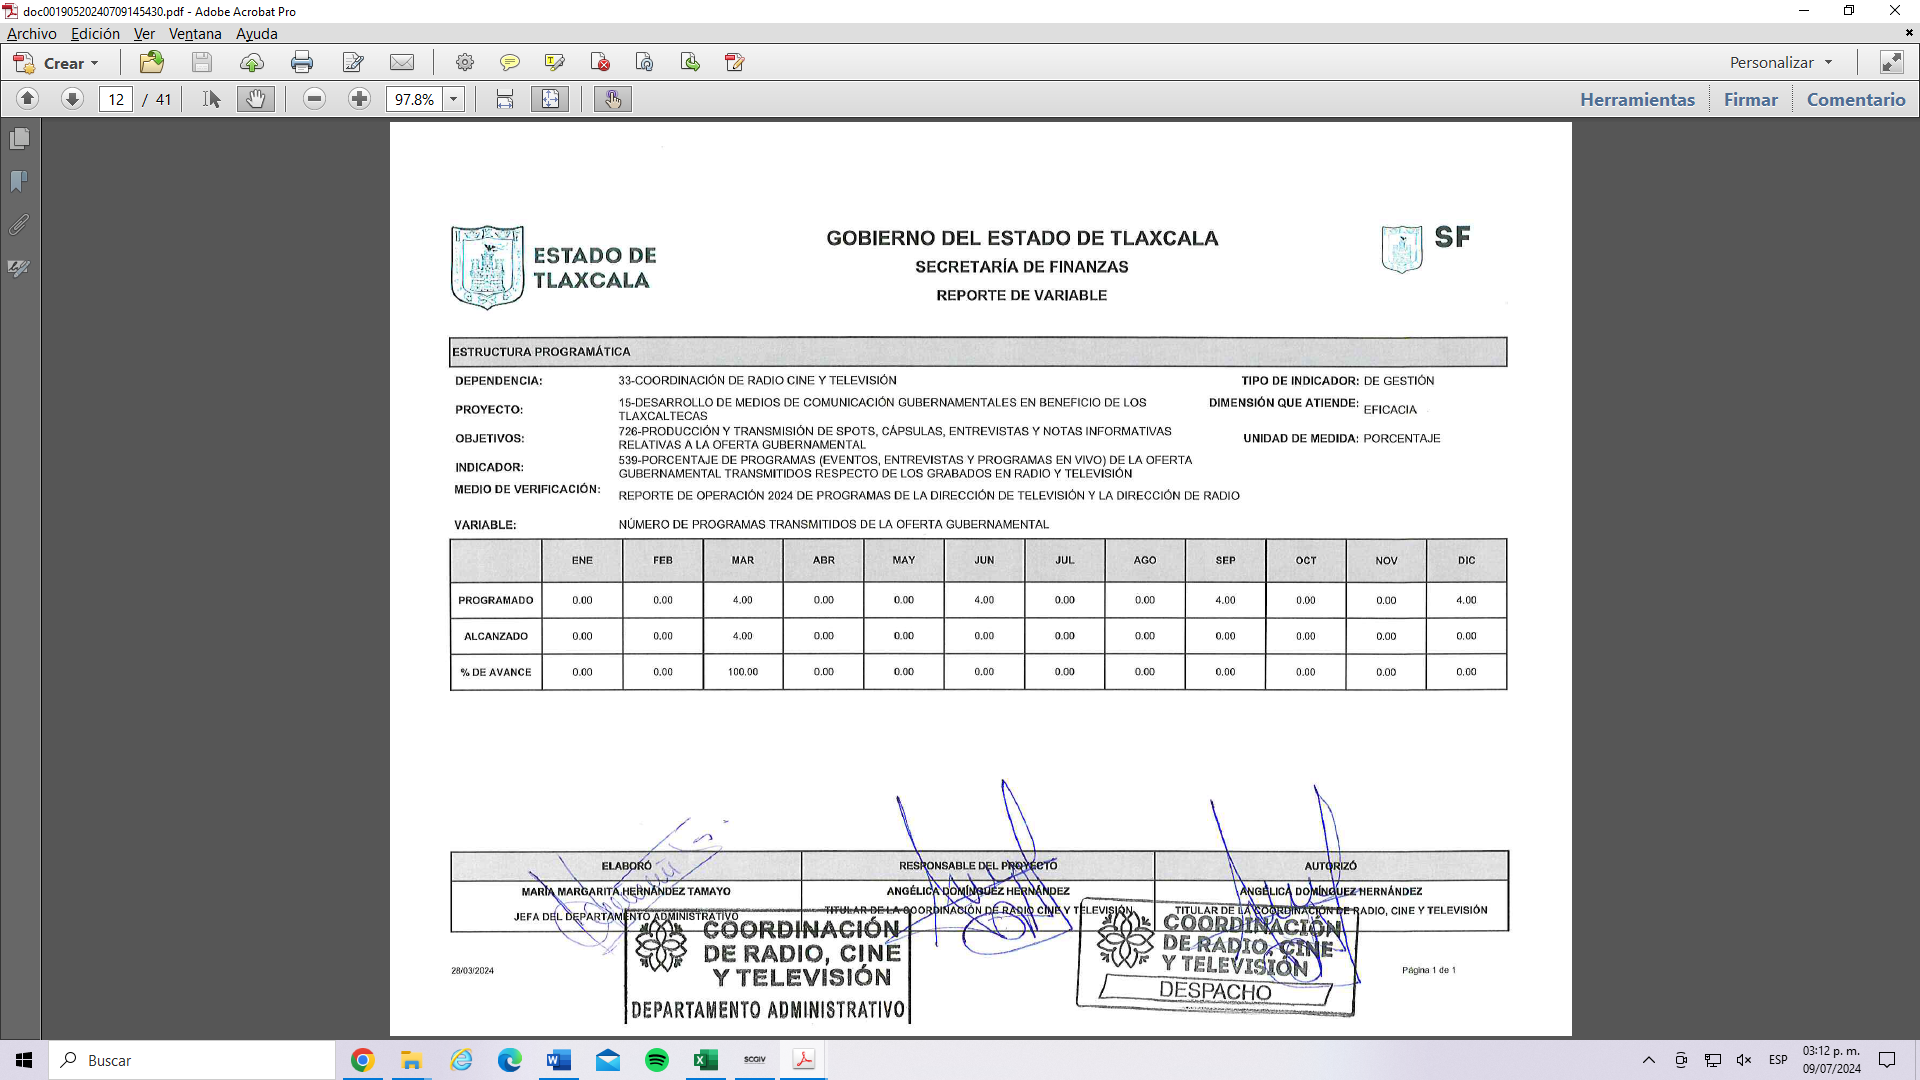 doc00190520240709145430.pdf - Adobe Acrobat Pro
Archivo Edición Ver Ventana Ayuda
Crear
Personalizar
12 / 41
97.8%
Herramientas Firmar Comentario
ESTADO DE
TLAXCALA
GOBIERNO DEL ESTADO DE TLAXCALA
SECRETARÍA DE FINANZAS
REPORTE DE VARIABLE
SF
ESTRUCTURA PROGRAMÁTICA
DEPENDENCIA: 33-COORDINACIÓN DE RADIO CINE Y TELEVISIÓN TIPO DE INDICADOR: DE GESTIÓN
PROYECTO: 15-DESARROLLO DE MEDIOS DE COMUNICACIÓN GUBERNAMENTALES EN BENEFICIO DE LOS
TLAXCALTECAS
DIMENSIÓN QUE ATIENDE: EFICACIA
OBJETIVOS: 726-PRODUCCIÓN Y TRANSMISIÓN DE SPOTS, CÁPSULAS, ENTREVISTAS Y NOTAS INFORMATIVAS
RELATIVAS A LA OFERTA GUBERNAMENTAL
UNIDAD DE MEDIDA: PORCENTAJE
INDICADOR: 539-PORCENTAJE DE PROGRAMAS (EVENTOS, ENTREVISTAS Y PROGRAMAS EN VIVO) DE LA OFERTA
GUBERNAMENTAL TRANSMITIDOS RESPECTO DE LOS GRABADOS EN RADIO Y TELEVISIÓN
MEDIO DE VERIFICACIÓN: REPORTE DE OPERACIÓN 2024 DE PROGRAMAS DE LA DIRECCIÓN DE TELEVISIÓN Y LA DIRECCIÓN DE RADIO
VARIABLE: NÚMERO DE PROGRAMAS TRANSMITIDOS DE LA OFERTA GUBERNAMENTAL
ENE FEB MAR ABR MAY JUN JUL AGO SEP OCT NOV DIC
PROGRAMADO 0.00 0.00 4.00 0.00 0.00 4.00 0.00 0.00 4.00 0.00 0.00 4.00
ALCANZADO 0.00 0.00 4.00 0.00 0.00 0.00 0.00 0.00 0.00 0.00 0.00 0.00
% DE AVANCE 0.00 0.00 100.00 0.00 0.00 0.00 0.00 0.00 0.00 0.00 0.00 0.00
ELABORÓ RESPONSABLE DEL PROYECTO AUTORIZÓ
MARÍA MARGARITA HERNÁNDEZ TAMAYO ANGÉLICA DOMÍNGUEZ HERNÁNDEZ ANGÉLICA DOMÍNGUEZ HERNÁNDEZ
JEFA DEL DEPARTAMENTO ADMINISTRATIVO TITULAR DE LA COORDINACIÓN DE RADIO, CINE Y TELEVISIÓN TITULAR DE LA COORDINACIÓN DE RADIO, CINE Y TELEVISIÓN
COORDINACIÓN
DE RADIO, CINE
Y TELEVISIÓN
DEPARTAMENTO ADMINISTRATIVO
COORDINACIÓN
DE RADIO, CINE
Y TELEVISIÓN
DESPACHO
28/03/2024 Página 1 de 1
Buscar
SCGIV
ESP
03:12 p. m.
09/07/2024